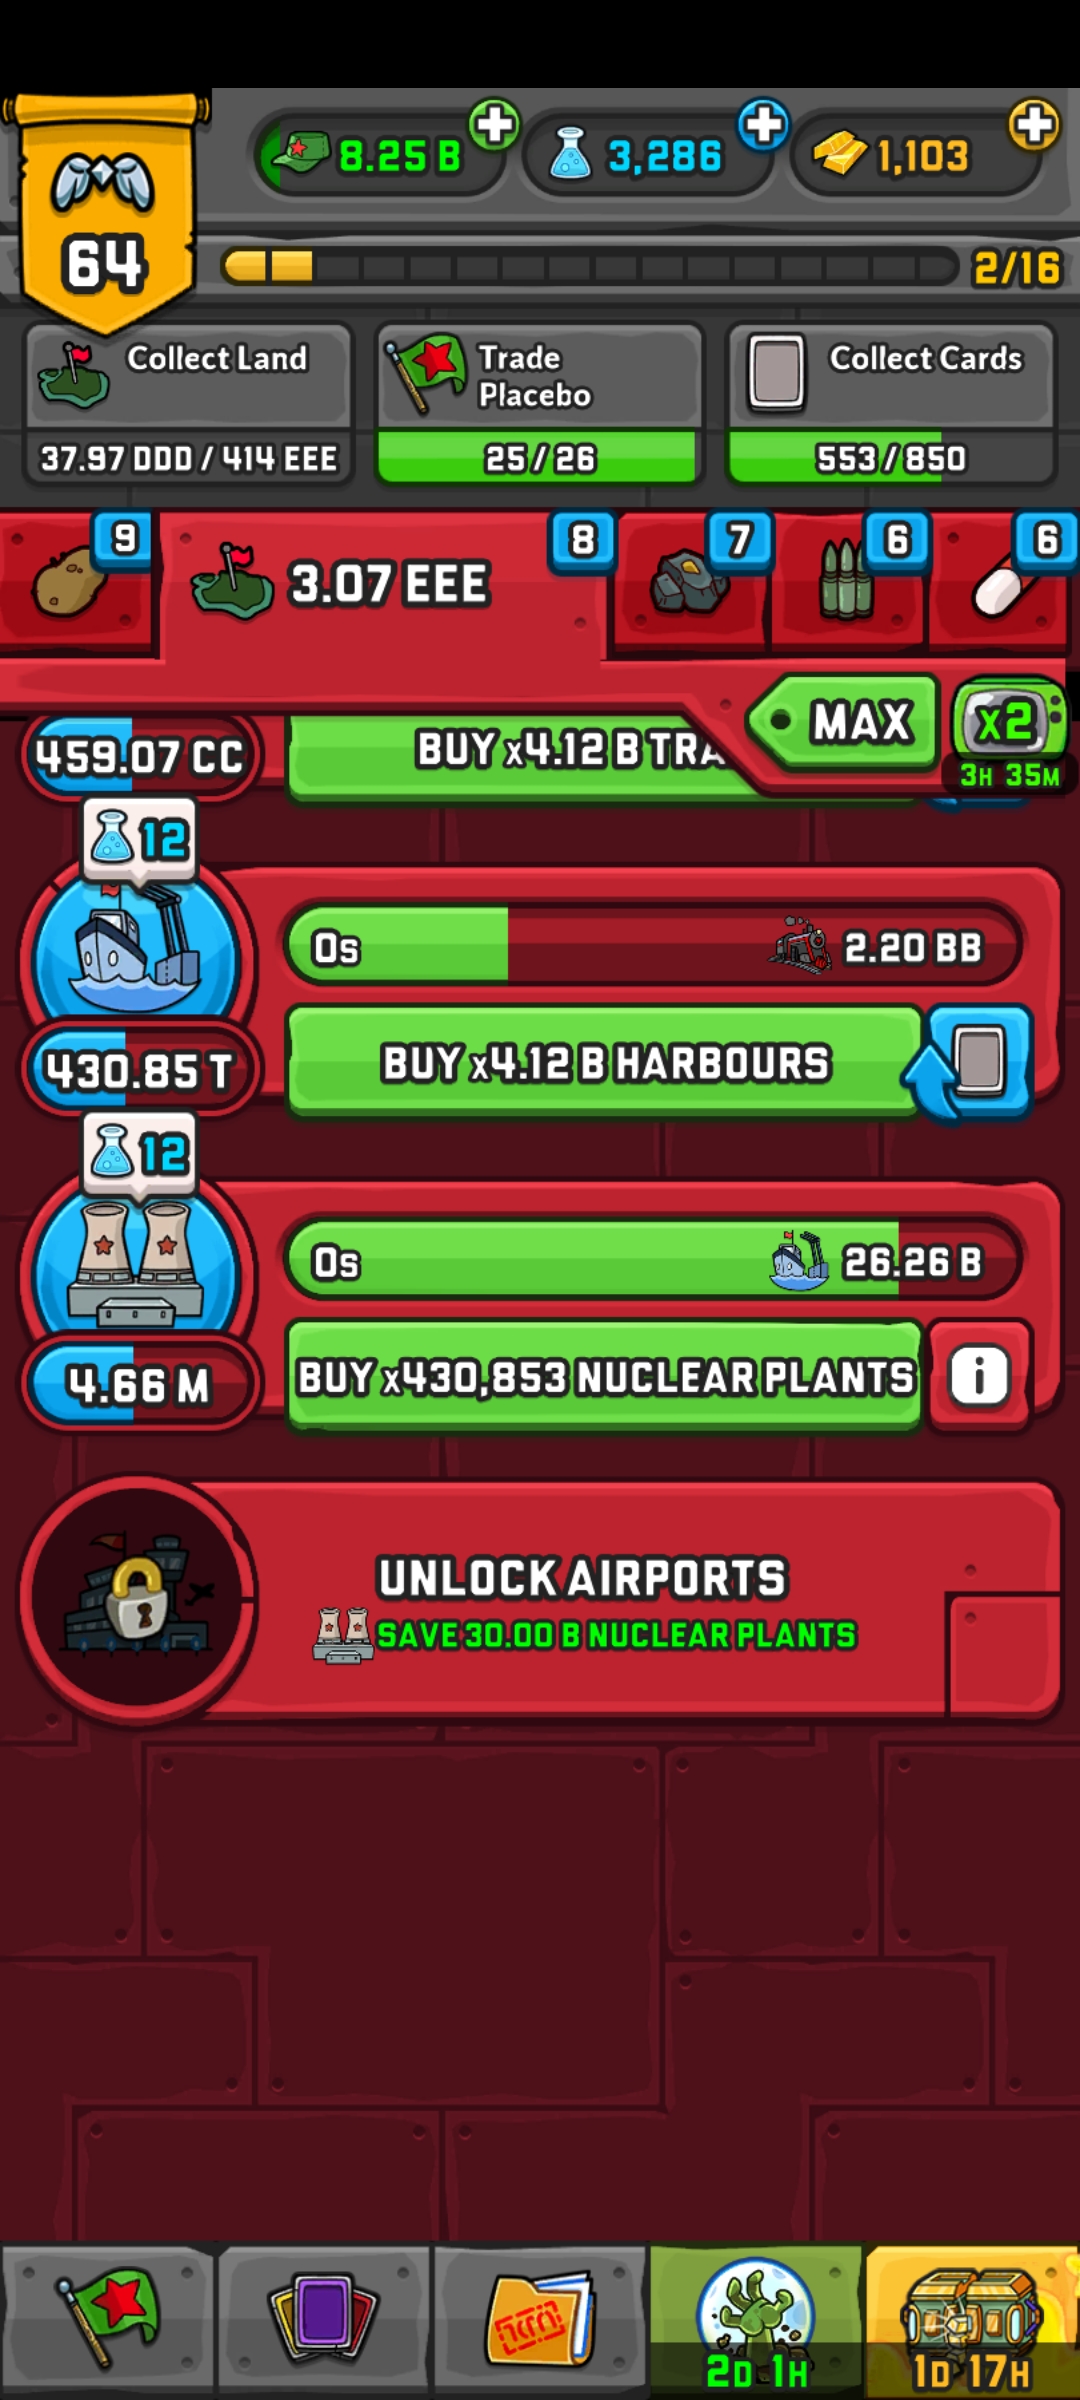 64
8.25 B
3,286
1,103
2/16
Collect Land
37.97 DDD / 414 EEE
Trade
Placebo
25 / 26
Collect Cards
553 / 850
9
3.07 EEE
8
7
6
6
MAX
x2
3H 35M
459.07 CC
BUY x4.12 B TRA
12
0s
2.20 BB
430.85 T
BUY x4.12 B HARBOURS
12
0s
26.26 B
4.66 M
BUY x430,853 NUCLEAR PLANTS
i
UNLOCK AIRPORTS
SAVE 30.00 B NUCLEAR PLANTS
2D 1H
1D 17H